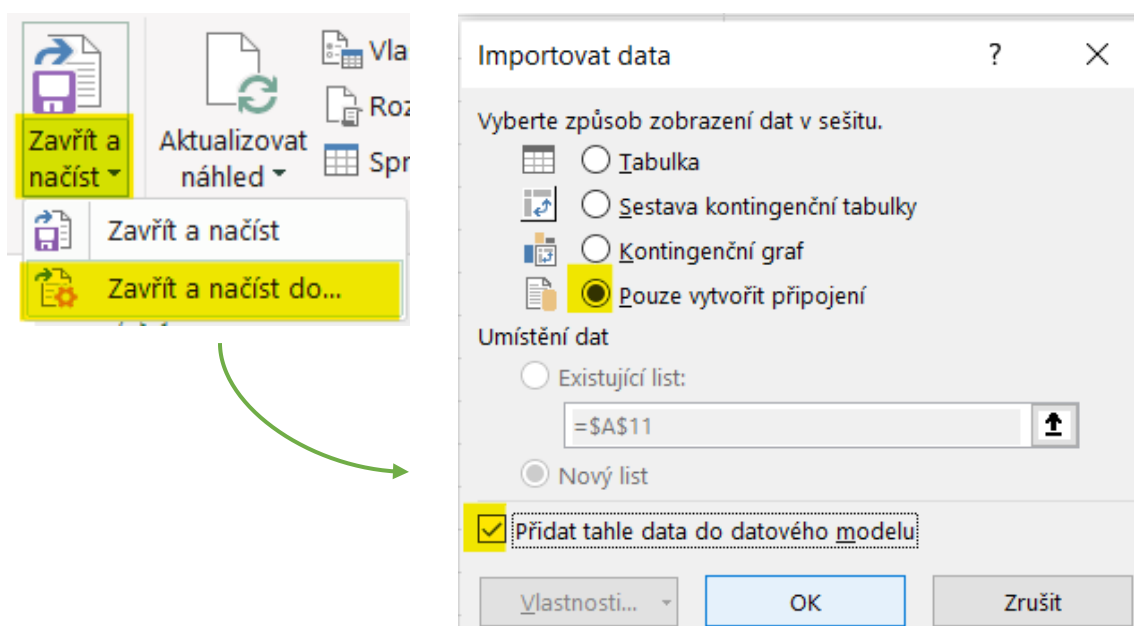 Zavřít a
načíst
Aktualizovat
náhled
Vla
Roz
Spr
Zavřít a načíst
Zavřít a načíst do...
Importovat data
?
Vyberte způsob zobrazení dat v sešitu.
Tabulka
Sestava kontingenční tabulky
Kontingenční graf
Pouze vytvořit připojení
Umístění dat
Existující list:
=$A$11
Nový list
Přidat tahle data do datového modelu
Vlastnosti...
OK
Zrušit